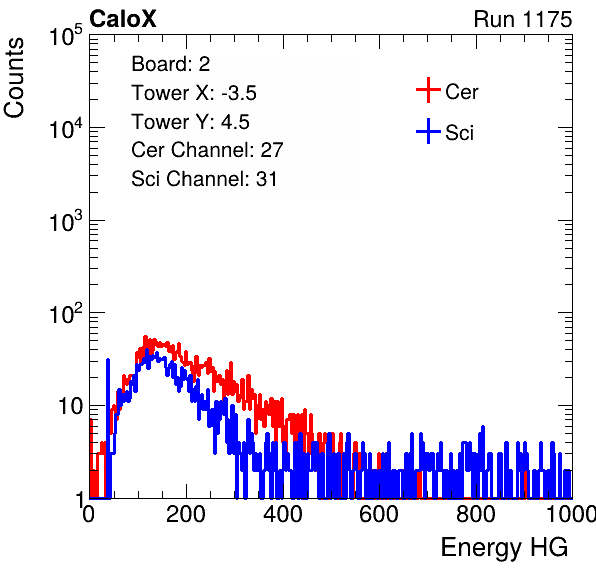 CaloX Run 1175
Counts
10^5
10^4
10^3
10^2
10
1
Board: 2
Tower X: -3.5
Tower Y: 4.5
Cer Channel: 27
Sci Channel: 31
Cer
Sci
0 200 400 600 800 1000
Energy HG